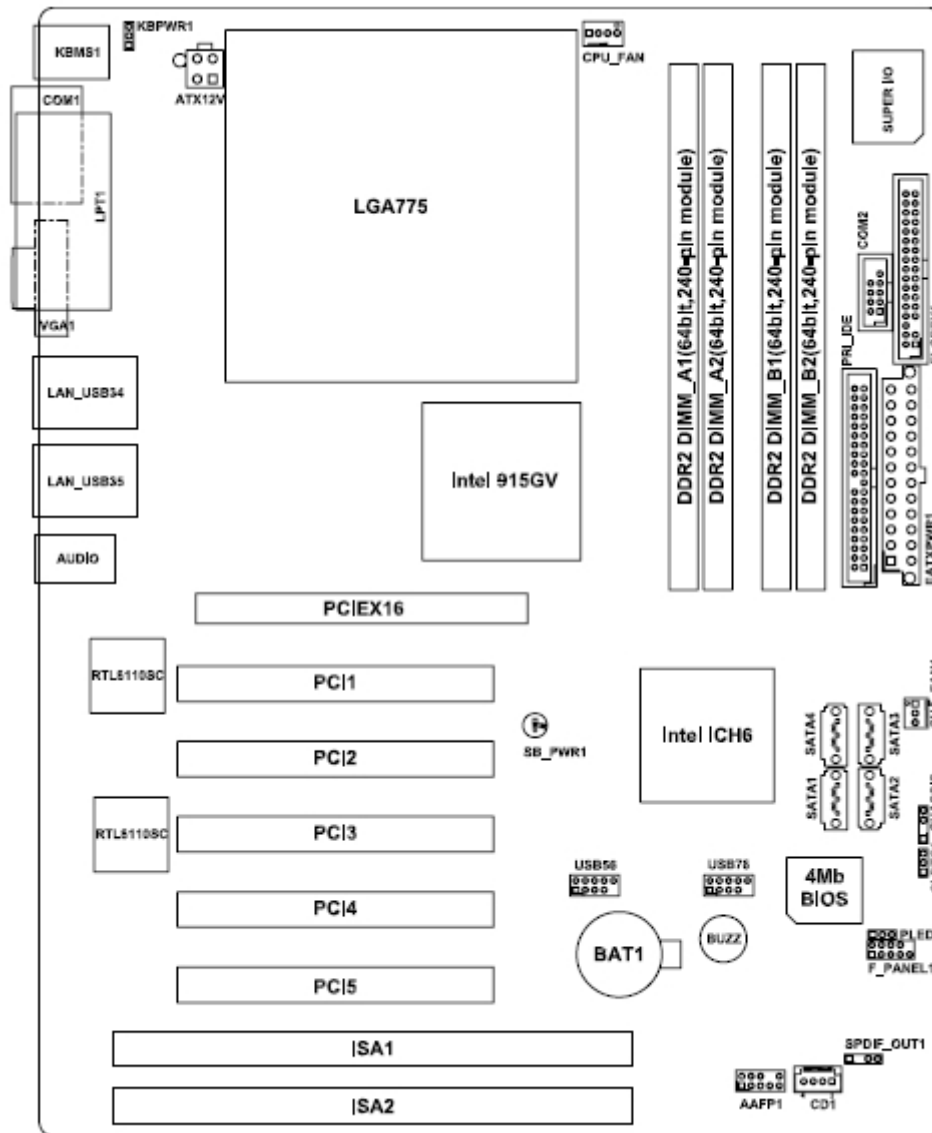 KBMS1
KBPWR1
ATX12V
CPU_FAN
SUPER I/O
COM1
LPT1
VGA1
LGA775
DDR2 DIMM_A1(64bit,240-pin module)
DDR2 DIMM_A2(64bit,240-pin module)
DDR2 DIMM_B1(64bit,240-pin module)
DDR2 DIMM_B2(64bit,240-pin module)
COM2
PRI_IDE
EATXPWR1
LAN_USB34
LAN_USB35
AUDIO
Intel 915GV
PCIEX16
RTL8110SC
PCI1
PCI2
SB_PWR1
Intel ICH6
SATA4
SATA3
SATA1
SATA2
RTL8110SC
PCI3
PCI4
PCI5
USB56
USB78
4Mb
BIOS
BAT1
BUZZ
PLED
F_PANEL1
ISA1
ISA2
SPDIF_OUT1
AAFP1
CD1